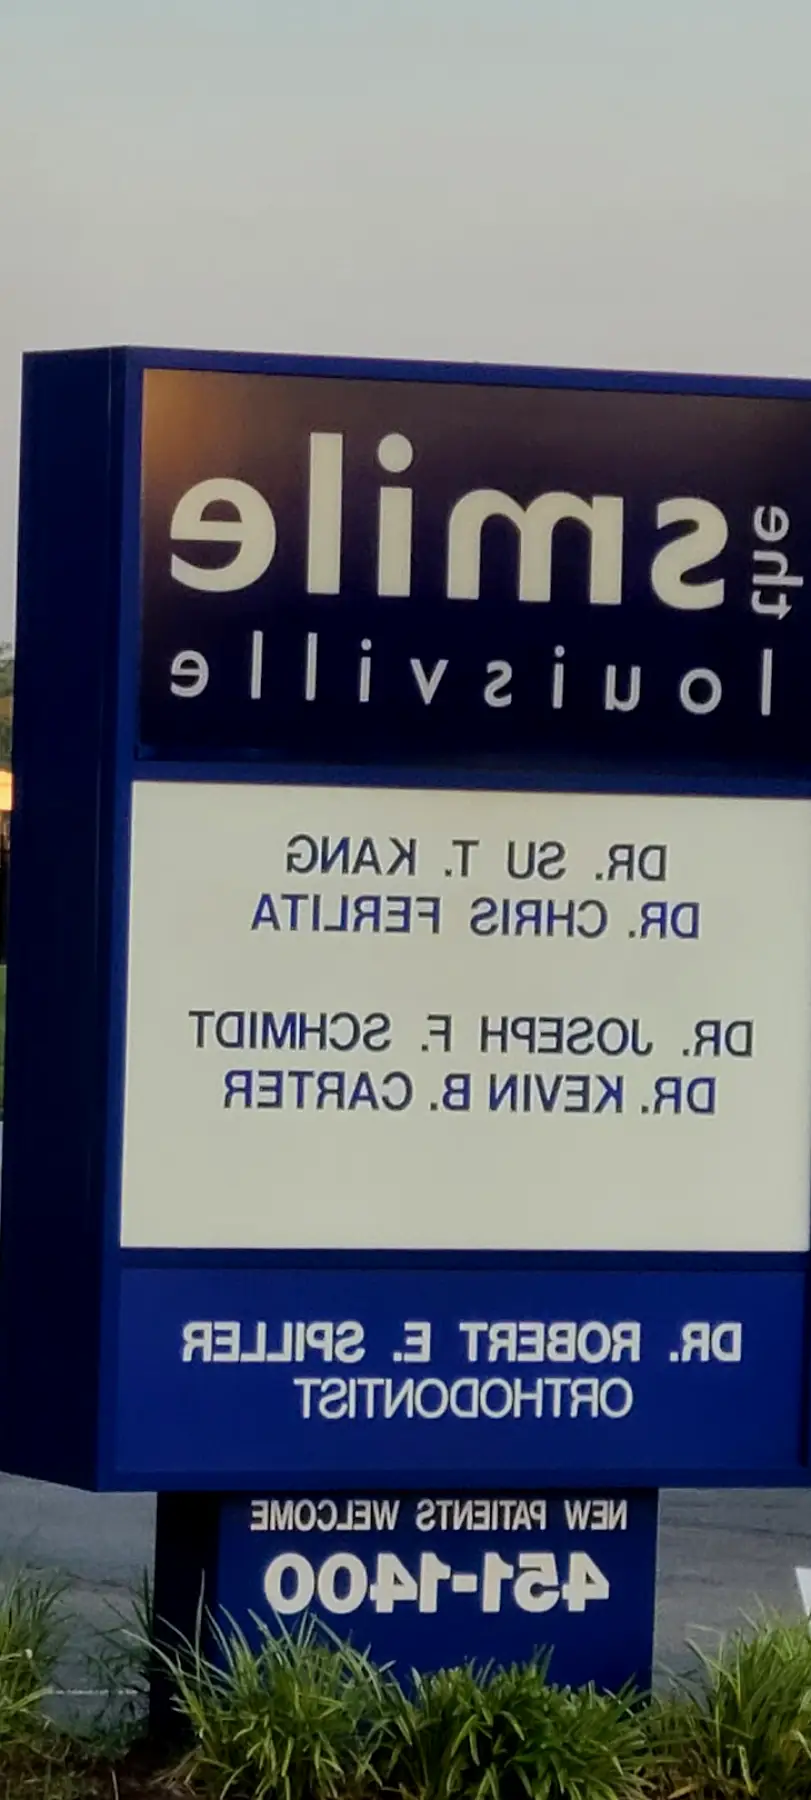 the smile
louisville
DR. SU T. KANG
DR. CHRIS FERLITA
DR. JOSEPH F. SCHMIDT
DR. KEVIN B. CARTER
DR. ROBERT E. SPILLER
ORTHODONTIST
NEW PATIENTS WELCOME
451-1400